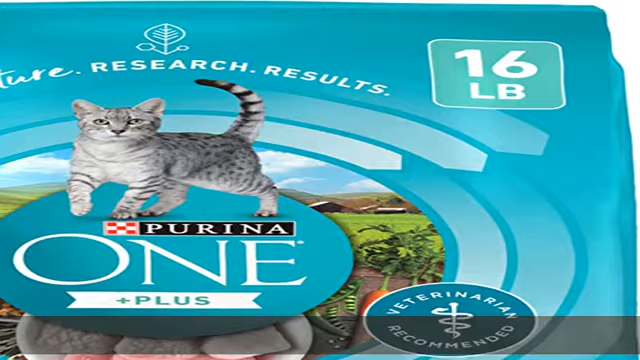 ture. RESEARCH. RESULTS.
16
LB
PURINA
ONE®
+PLUS
VETERINARIAN
RECOMMENDED